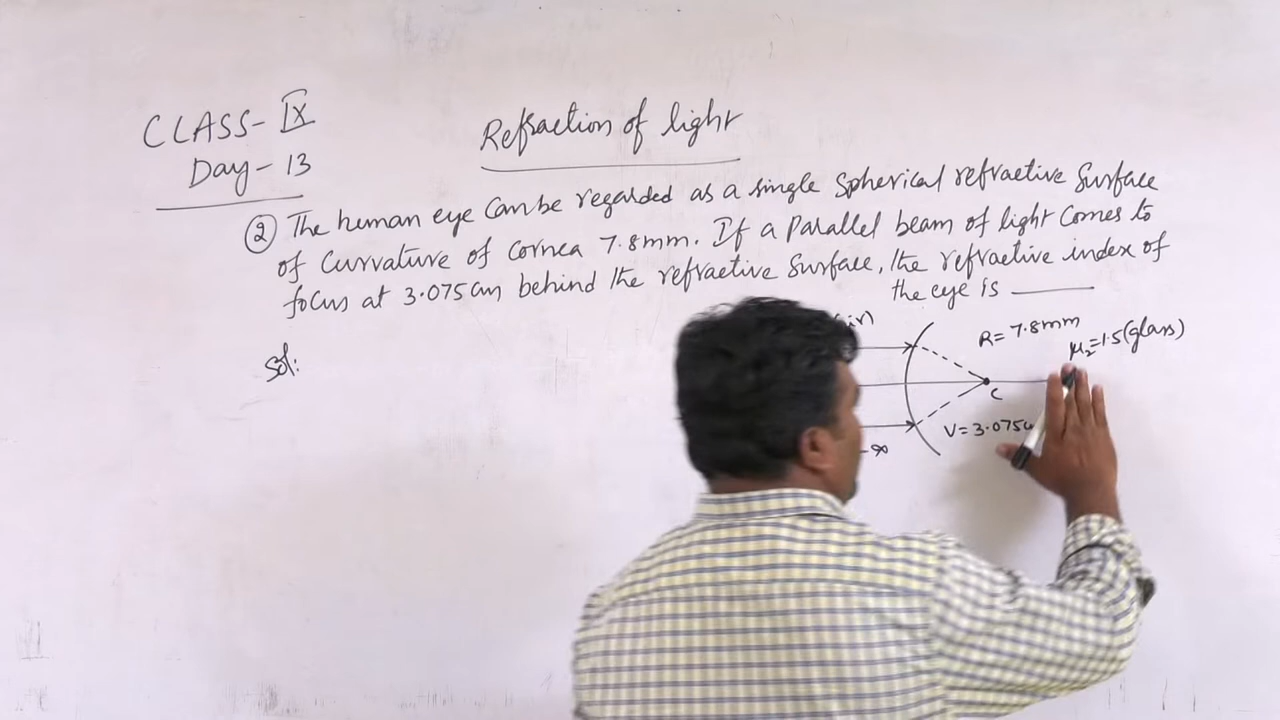 CLASS-IX
Day-13
Refraction of light
② The human eye can be regarded as a single spherical refractive surface
of curvature of cornea 7.8mm. If a parallel beam of light comes to
focus at 3.075cm behind the refractive surface, the refractive index of
the eye is ______
Sol:
R=7.8mm
μ₂=1.5(glass)
C
V=3.075c
-∞